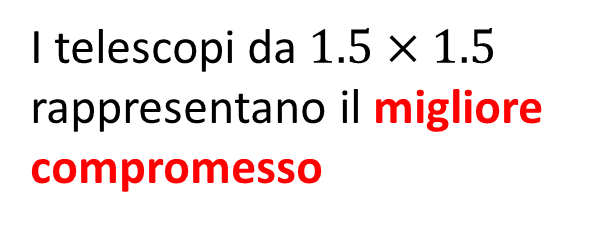 I telescopi da 1.5 × 1.5
rappresentano il migliore
compromesso